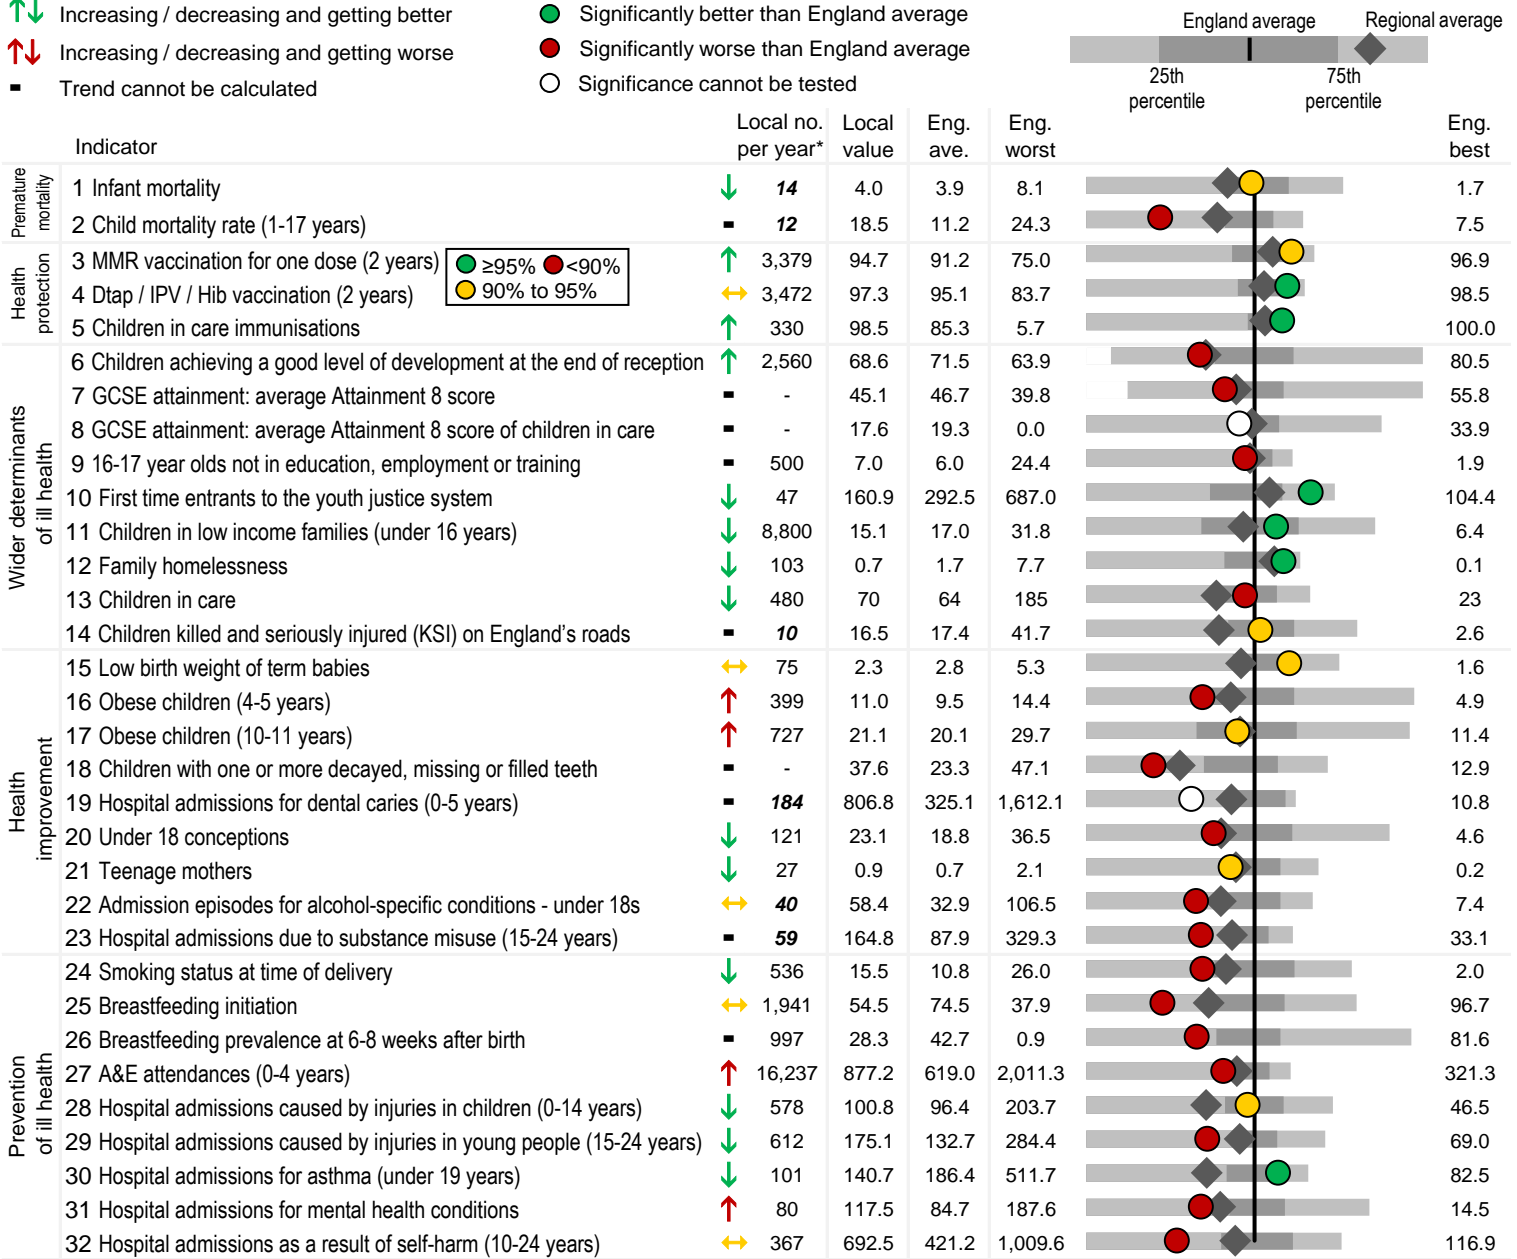 Increasing / decreasing and getting better
Significantly better than England average
England average
Regional average
Increasing / decreasing and getting worse
Significantly worse than England average
Trend cannot be calculated
Significance cannot be tested
25th percentile
75th percentile
Indicator
Local no. per year*
Local value
Eng. ave.
Eng. worst
Eng. best
Premature mortality
1 Infant mortality 14 4.0 3.9 8.1 1.7
2 Child mortality rate (1-17 years) 12 18.5 11.2 24.3 7.5
Health protection
3 MMR vaccination for one dose (2 years) ≥95% <90% 3,379 94.7 91.2 75.0 96.9
90% to 95%
4 Dtap / IPV / Hib vaccination (2 years) 3,472 97.3 95.1 83.7 98.5
5 Children in care immunisations 330 98.5 85.3 5.7 100.0
Wider determinants of ill health
6 Children achieving a good level of development at the end of reception 2,560 68.6 71.5 63.9 80.5
7 GCSE attainment: average Attainment 8 score - 45.1 46.7 39.8 55.8
8 GCSE attainment: average Attainment 8 score of children in care - 17.6 19.3 0.0 33.9
9 16-17 year olds not in education, employment or training 500 7.0 6.0 24.4 1.9
10 First time entrants to the youth justice system 47 160.9 292.5 687.0 104.4
11 Children in low income families (under 16 years) 8,800 15.1 17.0 31.8 6.4
12 Family homelessness 103 0.7 1.7 7.7 0.1
13 Children in care 480 70 64 185 23
14 Children killed and seriously injured (KSI) on England's roads 10 16.5 17.4 41.7 2.6
Health improvement
15 Low birth weight of term babies 75 2.3 2.8 5.3 1.6
16 Obese children (4-5 years) 399 11.0 9.5 14.4 4.9
17 Obese children (10-11 years) 727 21.1 20.1 29.7 11.4
18 Children with one or more decayed, missing or filled teeth - 37.6 23.3 47.1 12.9
19 Hospital admissions for dental caries (0-5 years) 184 806.8 325.1 1,612.1 10.8
20 Under 18 conceptions 121 23.1 18.8 36.5 4.6
21 Teenage mothers 27 0.9 0.7 2.1 0.2
22 Admission episodes for alcohol-specific conditions - under 18s 40 58.4 32.9 106.5 7.4
23 Hospital admissions due to substance misuse (15-24 years) 59 164.8 87.9 329.3 33.1
Prevention of ill health
24 Smoking status at time of delivery 536 15.5 10.8 26.0 2.0
25 Breastfeeding initiation 1,941 54.5 74.5 37.9 96.7
26 Breastfeeding prevalence at 6-8 weeks after birth 997 28.3 42.7 0.9 81.6
27 A&E attendances (0-4 years) 16,237 877.2 619.0 2,011.3 321.3
28 Hospital admissions caused by injuries in children (0-14 years) 578 100.8 96.4 203.7 46.5
29 Hospital admissions caused by injuries in young people (15-24 years) 612 175.1 132.7 284.4 69.0
30 Hospital admissions for asthma (under 19 years) 101 140.7 186.4 511.7 82.5
31 Hospital admissions for mental health conditions 80 117.5 84.7 187.6 14.5
32 Hospital admissions as a result of self-harm (10-24 years) 367 692.5 421.2 1,009.6 116.9